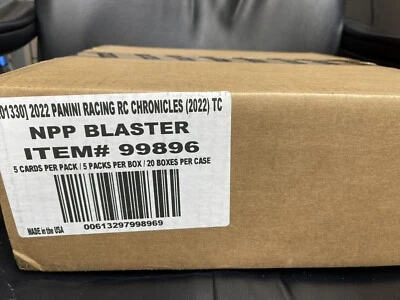 01330] 2022 PANINI RACING RC CHRONICLES (2022) TC
NPP BLASTER
ITEM# 99896
5 CARDS PER PACK / 5 PACKS PER BOX / 20 BOXES PER CASE
MADE in the USA
00613297998969